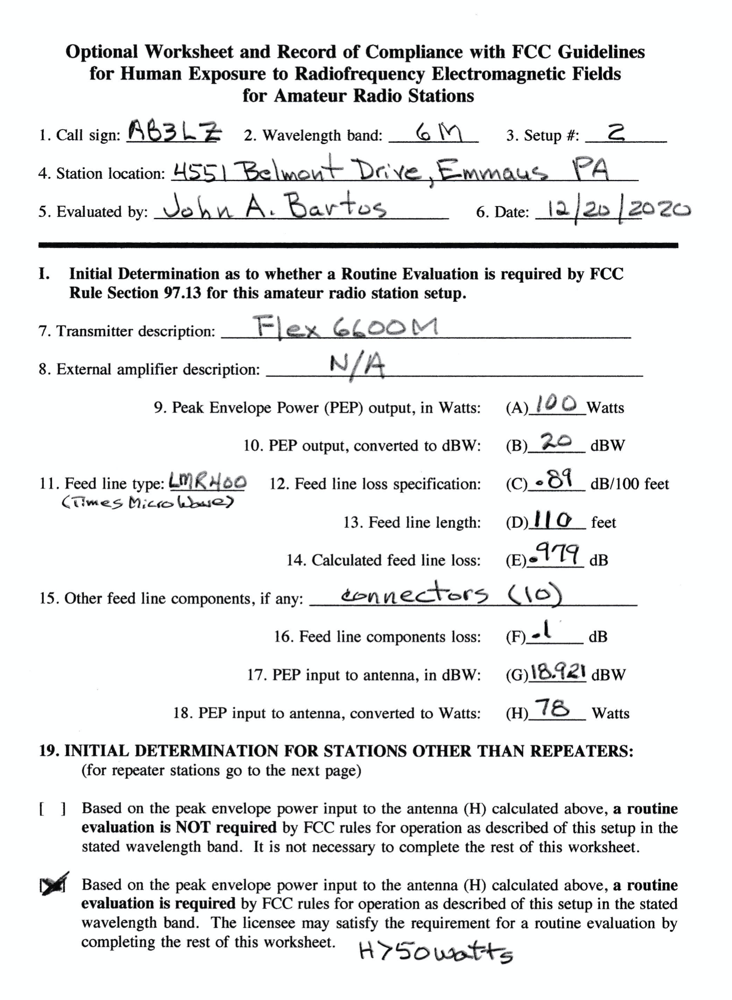 Optional Worksheet and Record of Compliance with FCC Guidelines
for Human Exposure to Radiofrequency Electromagnetic Fields
for Amateur Radio Stations
1. Call sign: AB3LZ 2. Wavelength band: 6M 3. Setup #: 2
4. Station location: 4551 Belmont Drive, Emmaus PA
5. Evaluated by: John A. Bartos 6. Date: 12/20/2020
I. Initial Determination as to whether a Routine Evaluation is required by FCC
Rule Section 97.13 for this amateur radio station setup.
7. Transmitter description: Flex 6600M
8. External amplifier description: N/A
9. Peak Envelope Power (PEP) output, in Watts: (A) 100 Watts
10. PEP output, converted to dBW: (B) 20 dBW
11. Feed line type: LMR400 12. Feed line loss specification: (C) .89 dB/100 feet
(Times MicroWave)
13. Feed line length: (D) 110 feet
14. Calculated feed line loss: (E) .979 dB
15. Other feed line components, if any: connectors (10)
16. Feed line components loss: (F) .1 dB
17. PEP input to antenna, in dBW: (G) 18.921 dBW
18. PEP input to antenna, converted to Watts: (H) 78 Watts
19. INITIAL DETERMINATION FOR STATIONS OTHER THAN REPEATERS:
(for repeater stations go to the next page)
[ ] Based on the peak envelope power input to the antenna (H) calculated above, a routine
evaluation is NOT required by FCC rules for operation as described of this setup in the
stated wavelength band. It is not necessary to complete the rest of this worksheet.
[X] Based on the peak envelope power input to the antenna (H) calculated above, a routine
evaluation is required by FCC rules for operation as described of this setup in the stated
wavelength band. The licensee may satisfy the requirement for a routine evaluation by
completing the rest of this worksheet. H>50watts